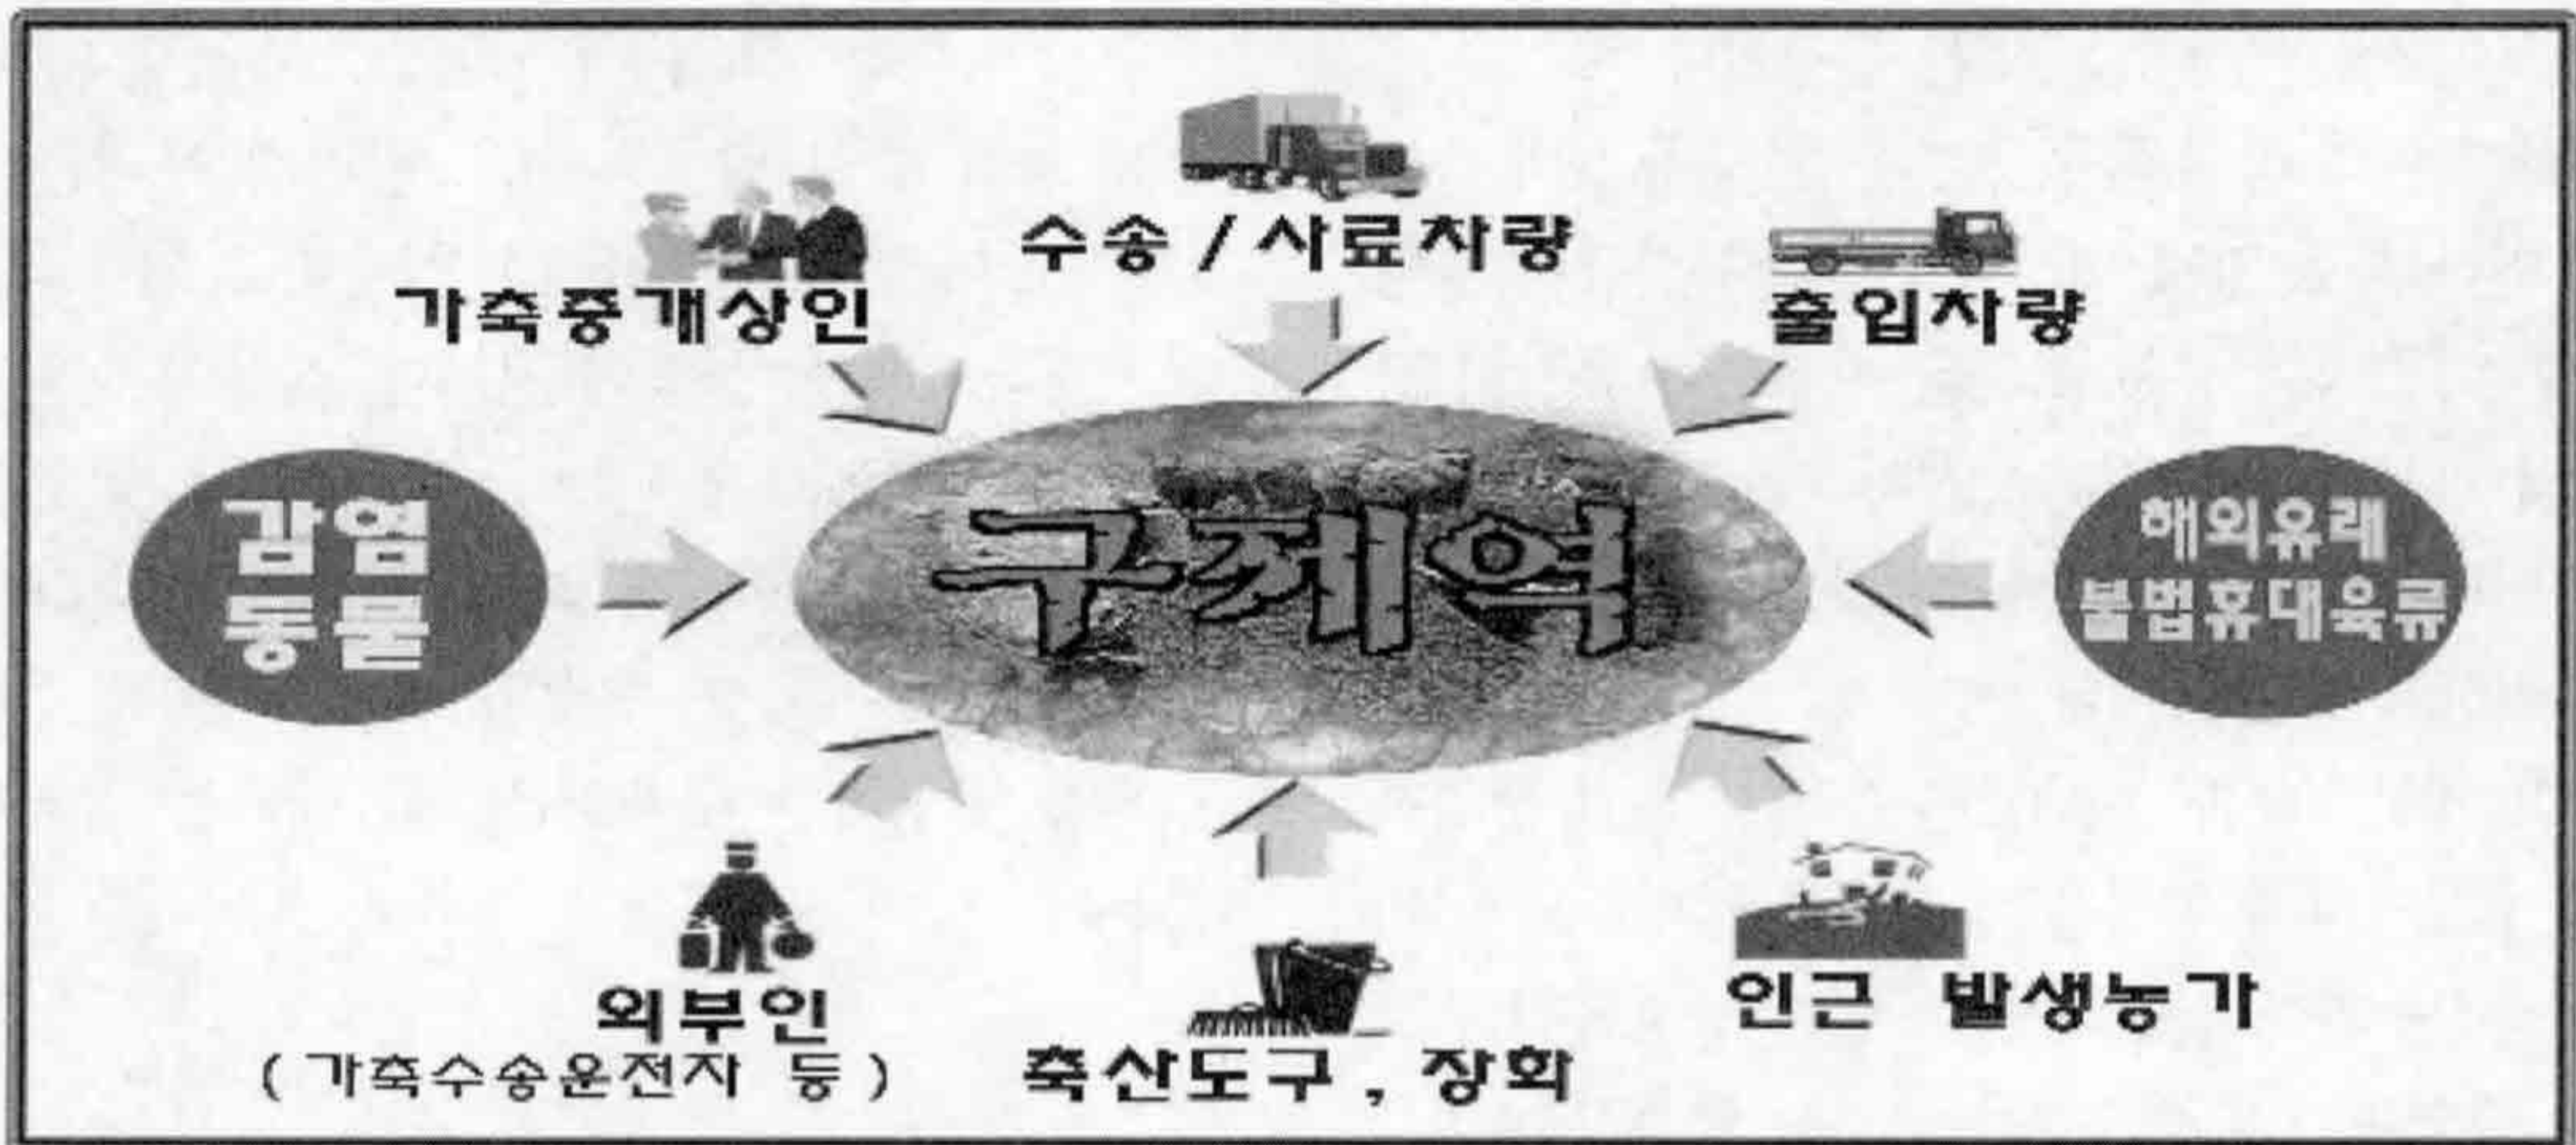 수송 / 사료차량
가축중개상인
출입차량
감염
동물
구제역
해외유래
불법휴대육류
외부인
( 가축수송운전자 등 )
축산도구 , 장화
인근 발생농가